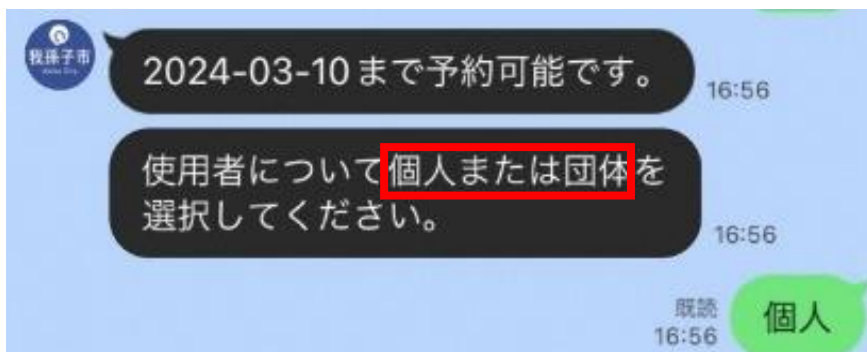 我孫子市
2024-03-10まで予約可能です。
16:56
使用者について個人または団体を
選択してください。
16:56
既読
16:56
個人